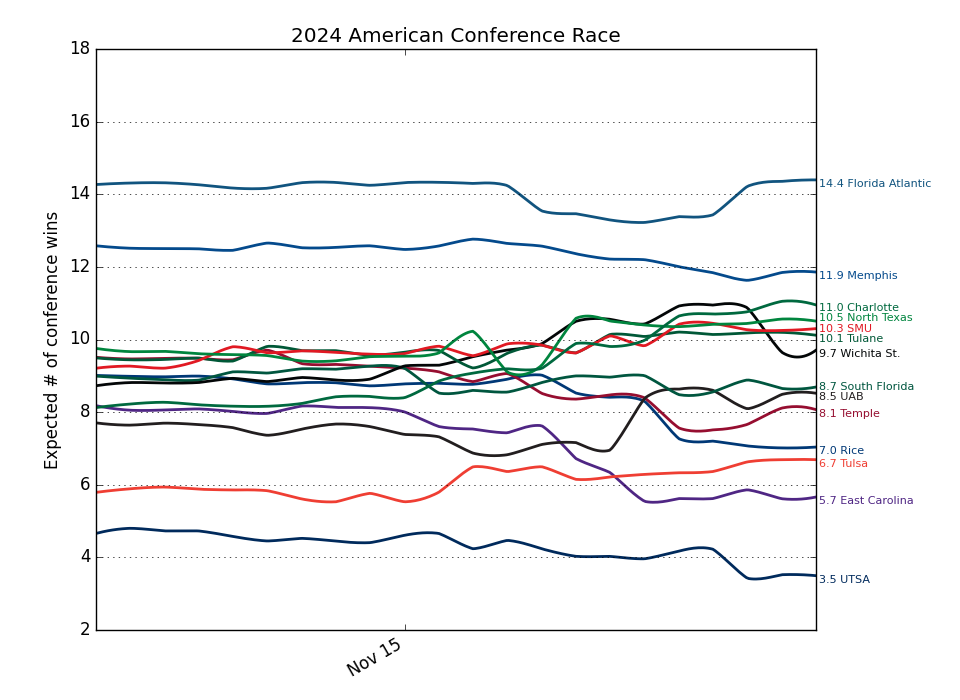 2024 American Conference Race
Expected # of conference wins
18
16
14
12
10
8
6
4
2
Nov 15
14.4 Florida Atlantic
11.9 Memphis
11.0 Charlotte
10.5 North Texas
10.3 SMU
10.1 Tulane
9.7 Wichita St.
8.7 South Florida
8.5 UAB
8.1 Temple
7.0 Rice
6.7 Tulsa
5.7 East Carolina
3.5 UTSA